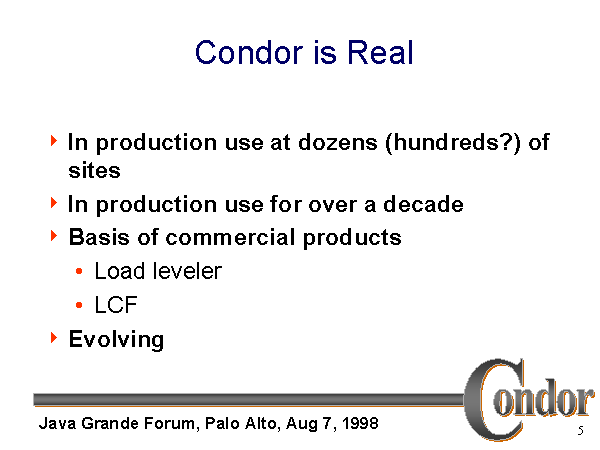 Condor is Real
In production use at dozens (hundreds?) of
sites
In production use for over a decade
Basis of commercial products
• Load leveler
• LCF
Evolving
Condor
Java Grande Forum, Palo Alto, Aug 7, 1998
5